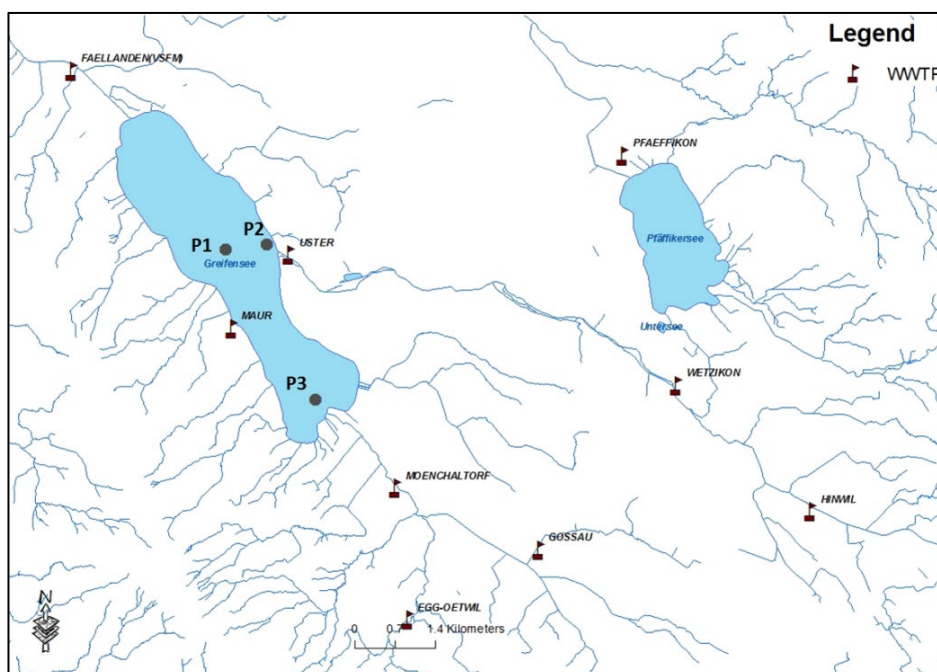 Legend
WWTP
FAELLANDEN(VSFM)
PFAEFFIKON
P1
P2
USTER
Greifensee
Pfäffikersee
MAUR
Untersee
WETZIKON
P3
MOENCHALTORF
HINWIL
GOSSAU
EGG-OETWIL
N
0 0.7 1.4 Kilometers